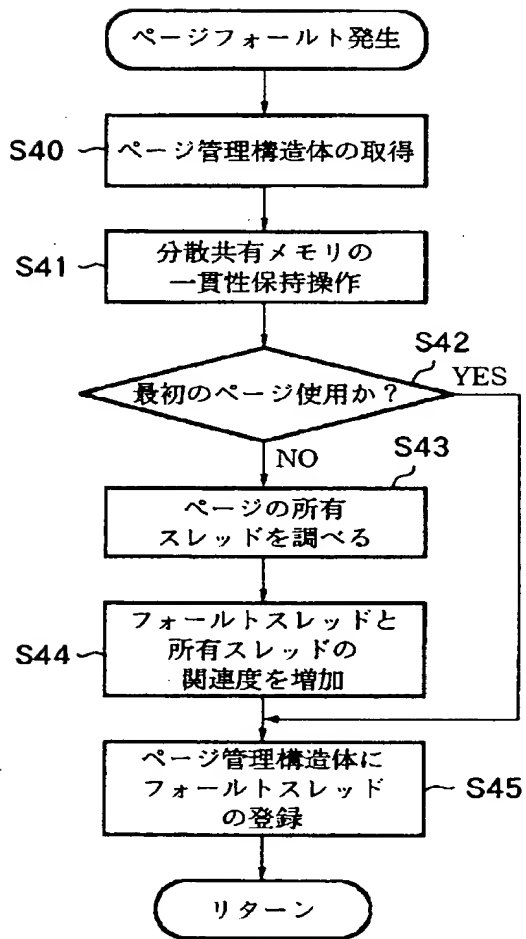 ページフォールト発生
S40
ページ管理構造体の取得
S41
分散共有メモリの
一貫性保持操作
S42
最初のページ使用か?
YES
NO
S43
ページの所有
スレッドを調べる
S44
フォールトスレッドと
所有スレッドの
関連度を増加
ページ管理構造体に
フォールトスレッド
の登録
S45
リターン